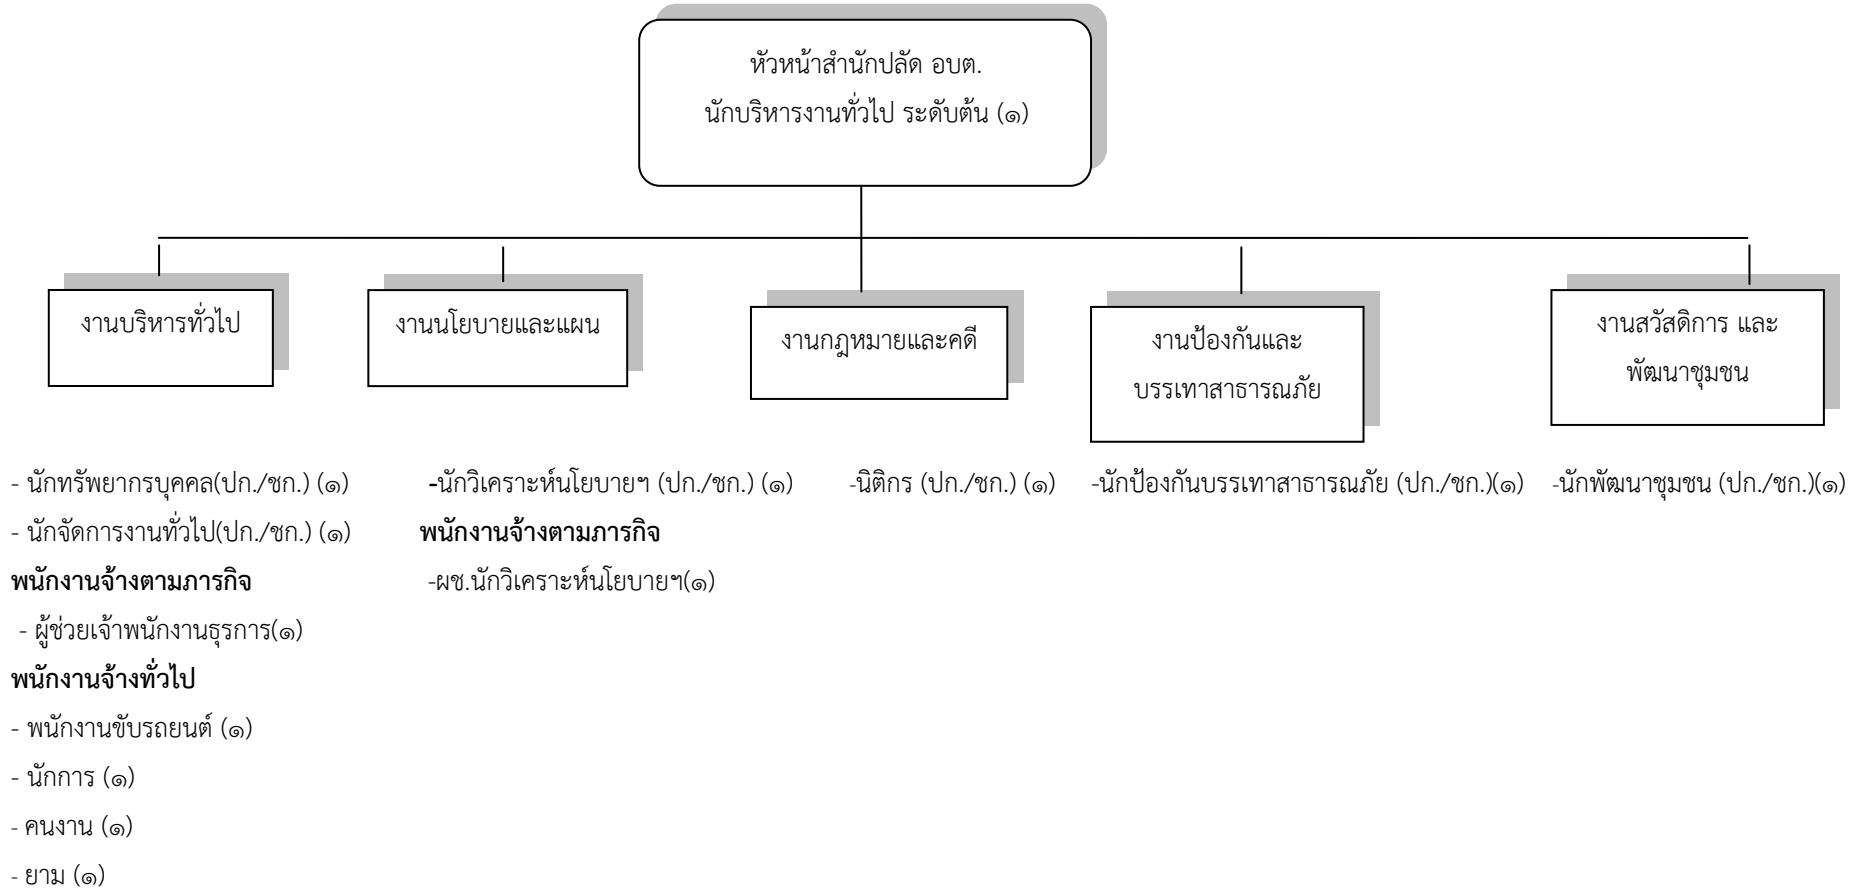 หัวหน้าสำนักปลัด อบต.
นักบริหารงานทั่วไป ระดับต้น (๑)
งานบริหารทั่วไป
งานนโยบายและแผน
งานกฎหมายและคดี
งานป้องกันและ
บรรเทาสาธารณภัย
งานสวัสดิการ และ
พัฒนาชุมชน
- นักทรัพยากรบุคคล(ปก./ชก.) (๑)
- นักจัดการงานทั่วไป(ปก./ชก.) (๑)
พนักงานจ้างตามภารกิจ
- ผู้ช่วยเจ้าพนักงานธุรการ(๑)
พนักงานจ้างทั่วไป
- พนักงานขับรถยนต์ (๑)
- นักการ (๑)
- คนงาน (๑)
- ยาม (๑)
-นักวิเคราะห์นโยบายฯ (ปก./ชก.) (๑)
พนักงานจ้างตามภารกิจ
-ผช.นักวิเคราะห์นโยบายฯ(๑)
-นิติกร (ปก./ชก.) (๑)
-นักป้องกันบรรเทาสาธารณภัย (ปก./ชก.)(๑)
-นักพัฒนาชุมชน (ปก./ชก.)(๑)